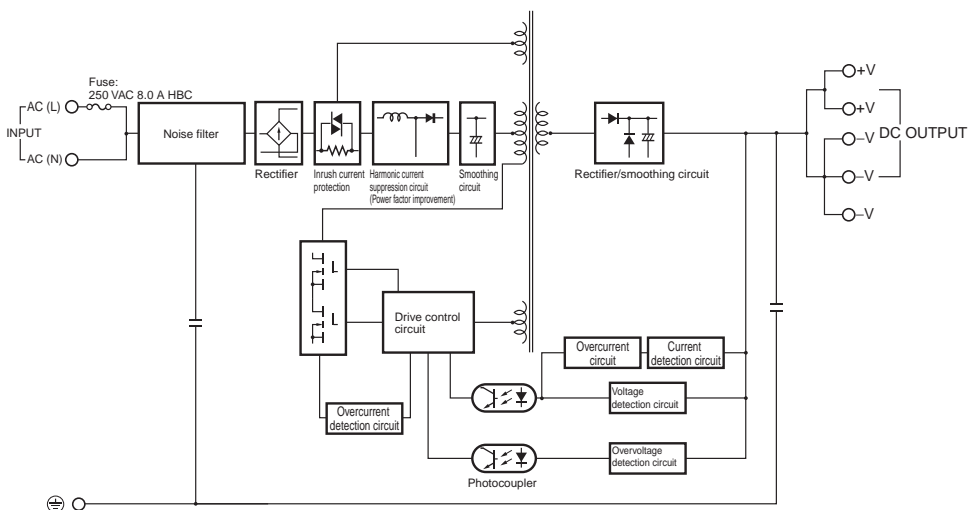 Fuse:
250 VAC 8.0 A HBC
AC (L)
INPUT
AC (N)
Noise filter
Rectifier
Inrush current
protection
Harmonic current
suppression circuit
(Power factor improvement)
Smoothing
circuit
Rectifier/smoothing circuit
+V
+V
–V
DC OUTPUT
–V
–V
Drive control
circuit
Overcurrent
circuit
Current
detection circuit
Voltage
detection circuit
Overcurrent
detection circuit
Overvoltage
detection circuit
Photocoupler